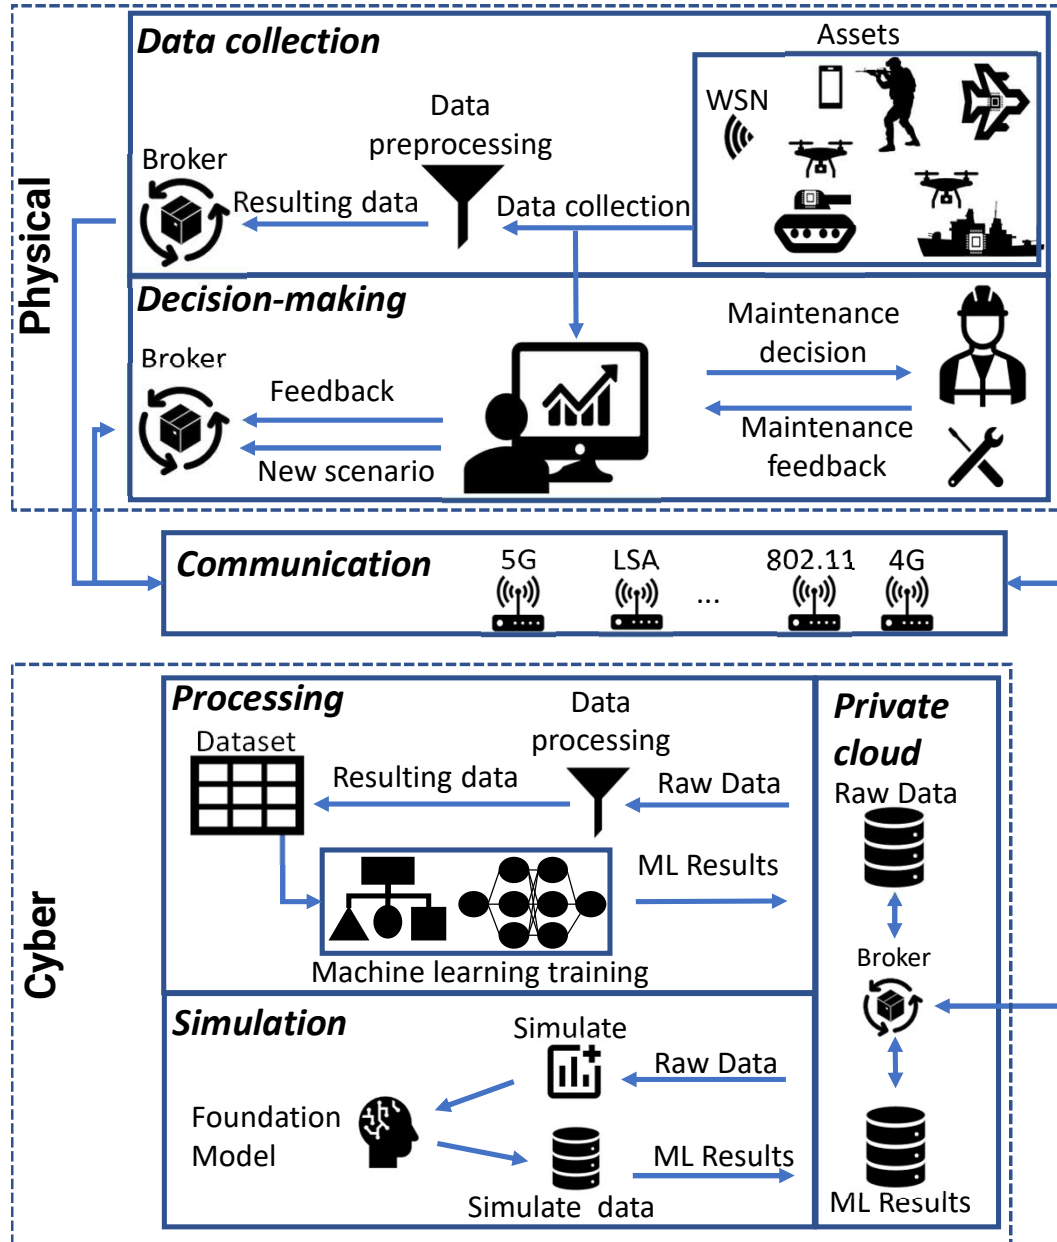 Physical
Data collection
Assets
WSN
Data
preprocessing
Broker
Resulting data
Data collection
Decision-making
Broker
Feedback
New scenario
Maintenance
decision
Maintenance
feedback
Communication
5G
LSA
...
802.11
4G
Cyber
Processing
Dataset
Data
processing
Resulting data
Raw Data
ML Results
Machine learning training
Private
cloud
Raw Data
Broker
ML Results
Simulation
Simulate
Raw Data
Foundation
Model
ML Results
Simulate data